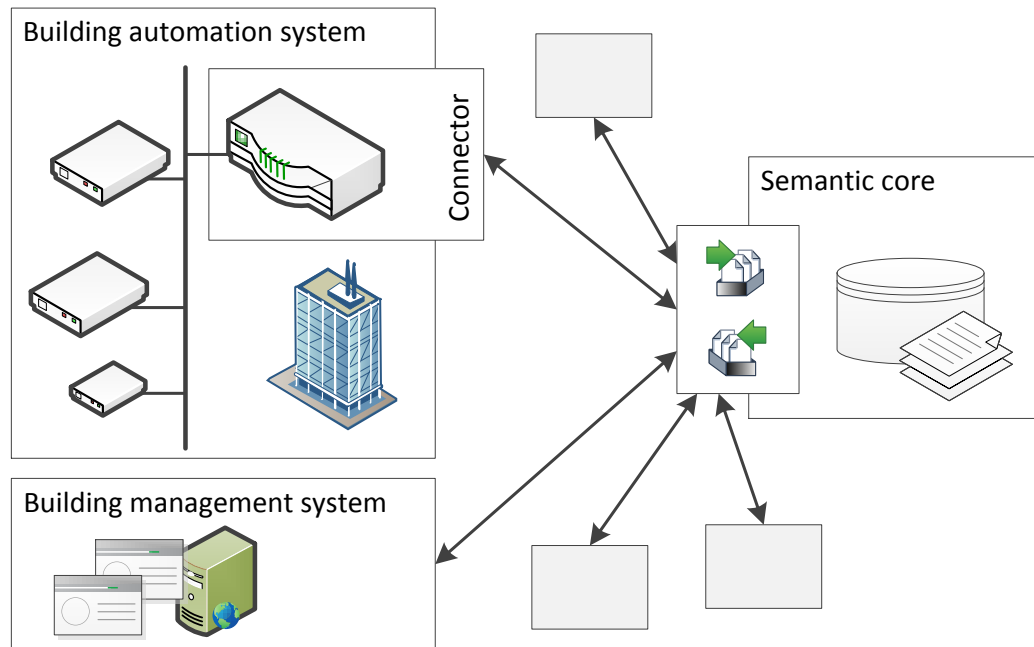 Building automation system
Connector
Semantic core
Building management system